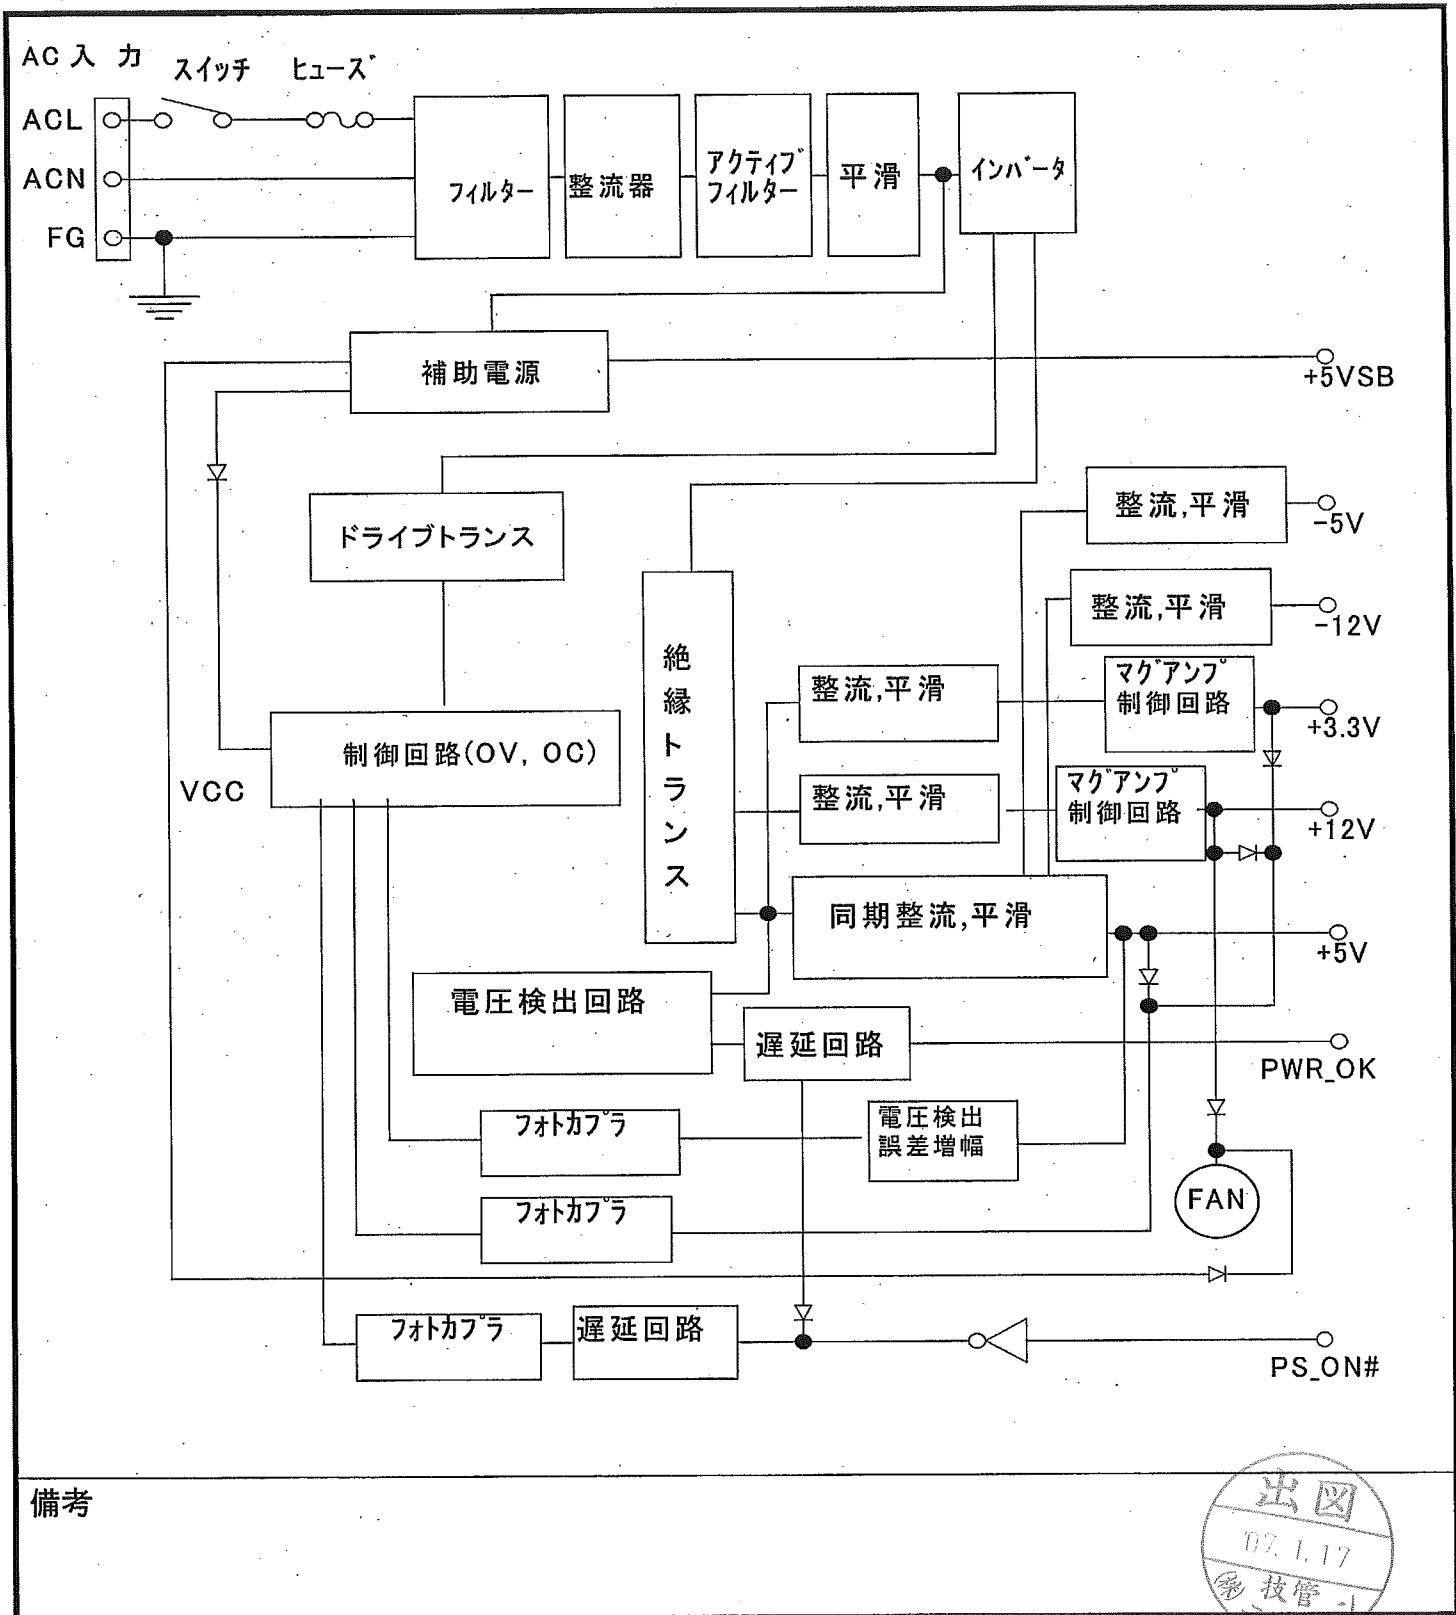 AC 入 力
スイッチ
ヒューズ
ACL
ACN
FG
フィルター
整流器
アクティブ
フィルター
平滑
インバータ
補助電源
+5VSB
ドライブトランス
整流,平滑
-5V
整流,平滑
-12V
絶縁トランス
整流,平滑
マグアンプ
制御回路
+3.3V
制御回路(OV, OC)
VCC
整流,平滑
マグアンプ
制御回路
+12V
同期整流,平滑
+5V
電圧検出回路
遅延回路
PWR_OK
フォトカプラ
電圧検出
誤差増幅
フォトカプラ
FAN
フォトカプラ
遅延回路
PS_ON#
備考
出図
'07.1.17
技管